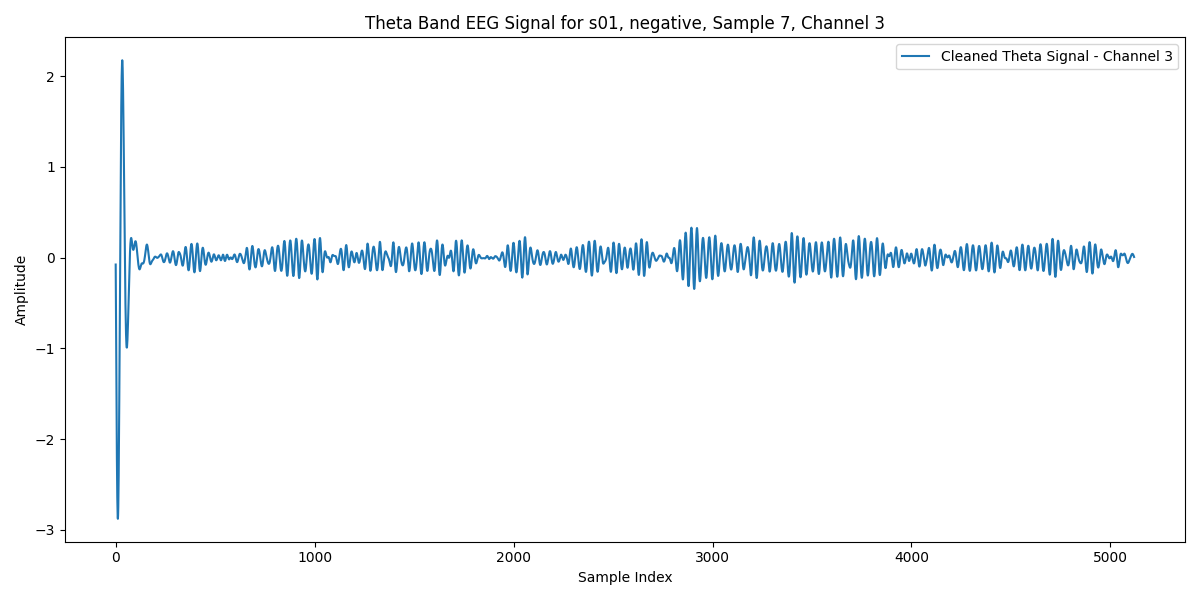 Theta Band EEG Signal for s01, negative, Sample 7, Channel 3
Cleaned Theta Signal - Channel 3
Amplitude
2
1
0
−1
−2
−3
0 1000 2000 3000 4000 5000
Sample Index